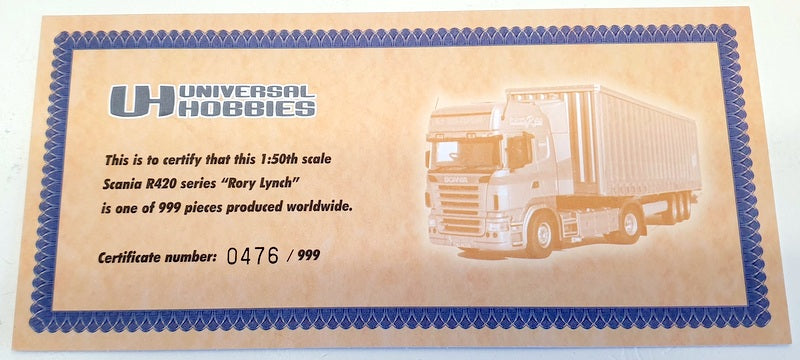 UH UNIVERSAL
HOBBIES
This is to certify that this 1:50th scale
Scania R420 series “Rory Lynch”
is one of 999 pieces produced worldwide.
Certificate number: 0476 / 999
SCANIA